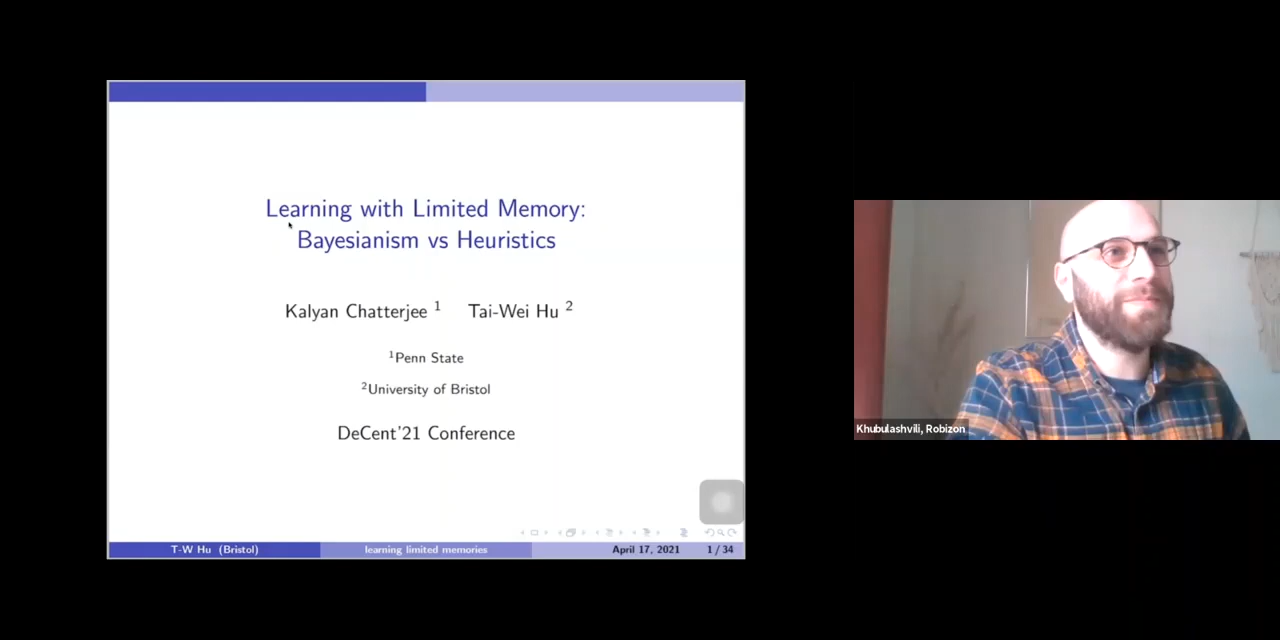 Learning with Limited Memory:
Bayesianism vs Heuristics
Kalyan Chatterjee 1 Tai-Wei Hu 2
1Penn State
2University of Bristol
DeCent'21 Conference
T-W Hu (Bristol) learning limited memories April 17, 2021 1 / 34
Khubulashvili, Robizon